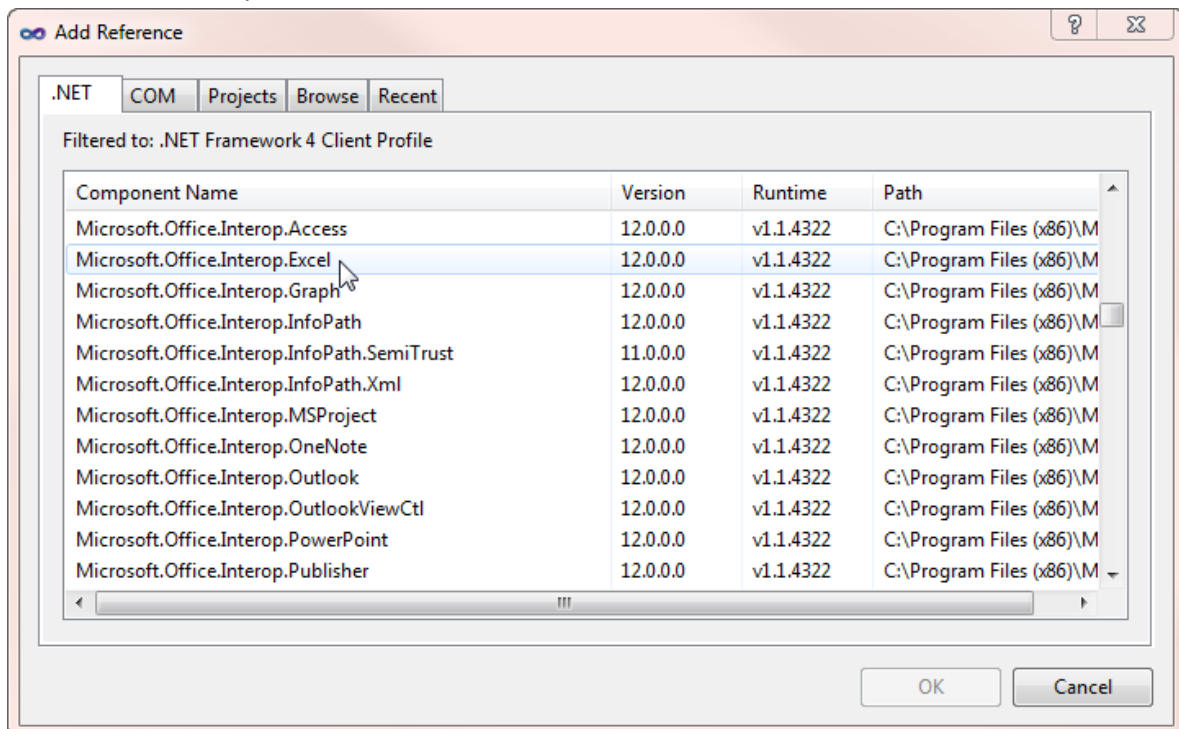 Add Reference
.NET COM Projects Browse Recent
Filtered to: .NET Framework 4 Client Profile
Component Name Version Runtime Path
Microsoft.Office.Interop.Access 12.0.0.0 v1.1.4322 C:\Program Files (x86)\M
Microsoft.Office.Interop.Excel 12.0.0.0 v1.1.4322 C:\Program Files (x86)\M
Microsoft.Office.Interop.Graph 12.0.0.0 v1.1.4322 C:\Program Files (x86)\M
Microsoft.Office.Interop.InfoPath 12.0.0.0 v1.1.4322 C:\Program Files (x86)\M
Microsoft.Office.Interop.InfoPath.SemiTrust 11.0.0.0 v1.1.4322 C:\Program Files (x86)\M
Microsoft.Office.Interop.InfoPath.Xml 12.0.0.0 v1.1.4322 C:\Program Files (x86)\M
Microsoft.Office.Interop.MSProject 12.0.0.0 v1.1.4322 C:\Program Files (x86)\M
Microsoft.Office.Interop.OneNote 12.0.0.0 v1.1.4322 C:\Program Files (x86)\M
Microsoft.Office.Interop.Outlook 12.0.0.0 v1.1.4322 C:\Program Files (x86)\M
Microsoft.Office.Interop.OutlookViewCtl 12.0.0.0 v1.1.4322 C:\Program Files (x86)\M
Microsoft.Office.Interop.PowerPoint 12.0.0.0 v1.1.4322 C:\Program Files (x86)\M
Microsoft.Office.Interop.Publisher 12.0.0.0 v1.1.4322 C:\Program Files (x86)\M
OK Cancel